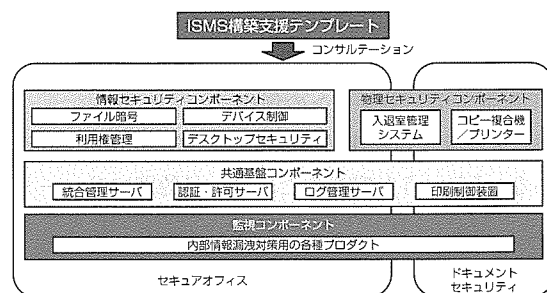 ISMS構築支援テンプレート
コンサルテーション
情報セキュリティコンポーネント
ファイル暗号
デバイス制御
利用権管理
デスクトップセキュリティ
管理セキュリティコンポーネント
入退室管理
システム
コピー複合機
／プリンター
共通基盤コンポーネント
統合管理サーバ
認証・許可サーバ
ログ管理サーバ
印刷制御装置
監視コンポーネント
内部情報漏洩対策用の各種プロダクト
セキュアオフィス
ドキュメント
セキュリティ